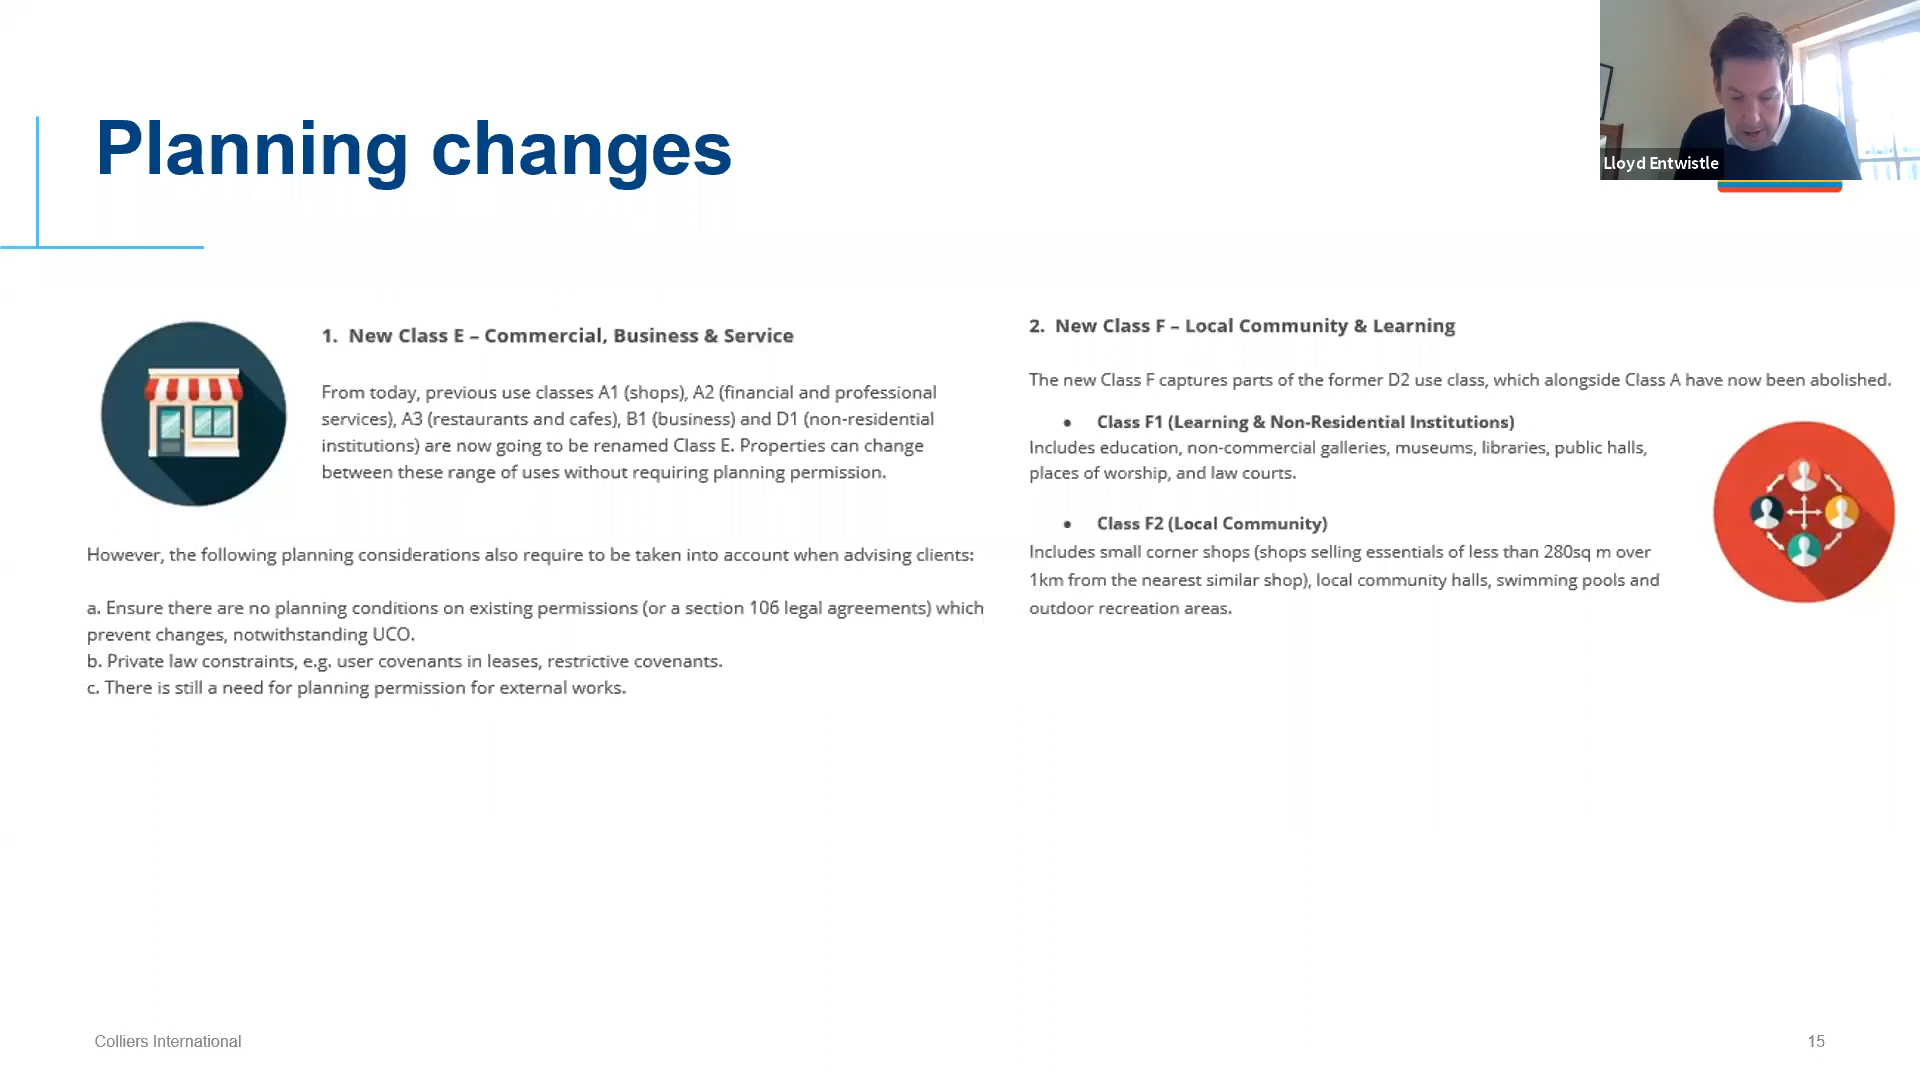 Planning changes
Lloyd Entwistle
1. New Class E – Commercial, Business & Service
From today, previous use classes A1 (shops), A2 (financial and professional
services), A3 (restaurants and cafes), B1 (business) and D1 (non-residential
institutions) are now going to be renamed Class E. Properties can change
between these range of uses without requiring planning permission.
However, the following planning considerations also require to be taken into account when advising clients:
a. Ensure there are no planning conditions on existing permissions (or a section 106 legal agreements) which
prevent changes, notwithstanding UCO.
b. Private law constraints, e.g. user covenants in leases, restrictive covenants.
c. There is still a need for planning permission for external works.
2. New Class F – Local Community & Learning
The new Class F captures parts of the former D2 use class, which alongside Class A have now been abolished.
• Class F1 (Learning & Non-Residential Institutions)
Includes education, non-commercial galleries, museums, libraries, public halls,
places of worship, and law courts.
• Class F2 (Local Community)
Includes small corner shops (shops selling essentials of less than 280sq m over
1km from the nearest similar shop), local community halls, swimming pools and
outdoor recreation areas.
Colliers International
15